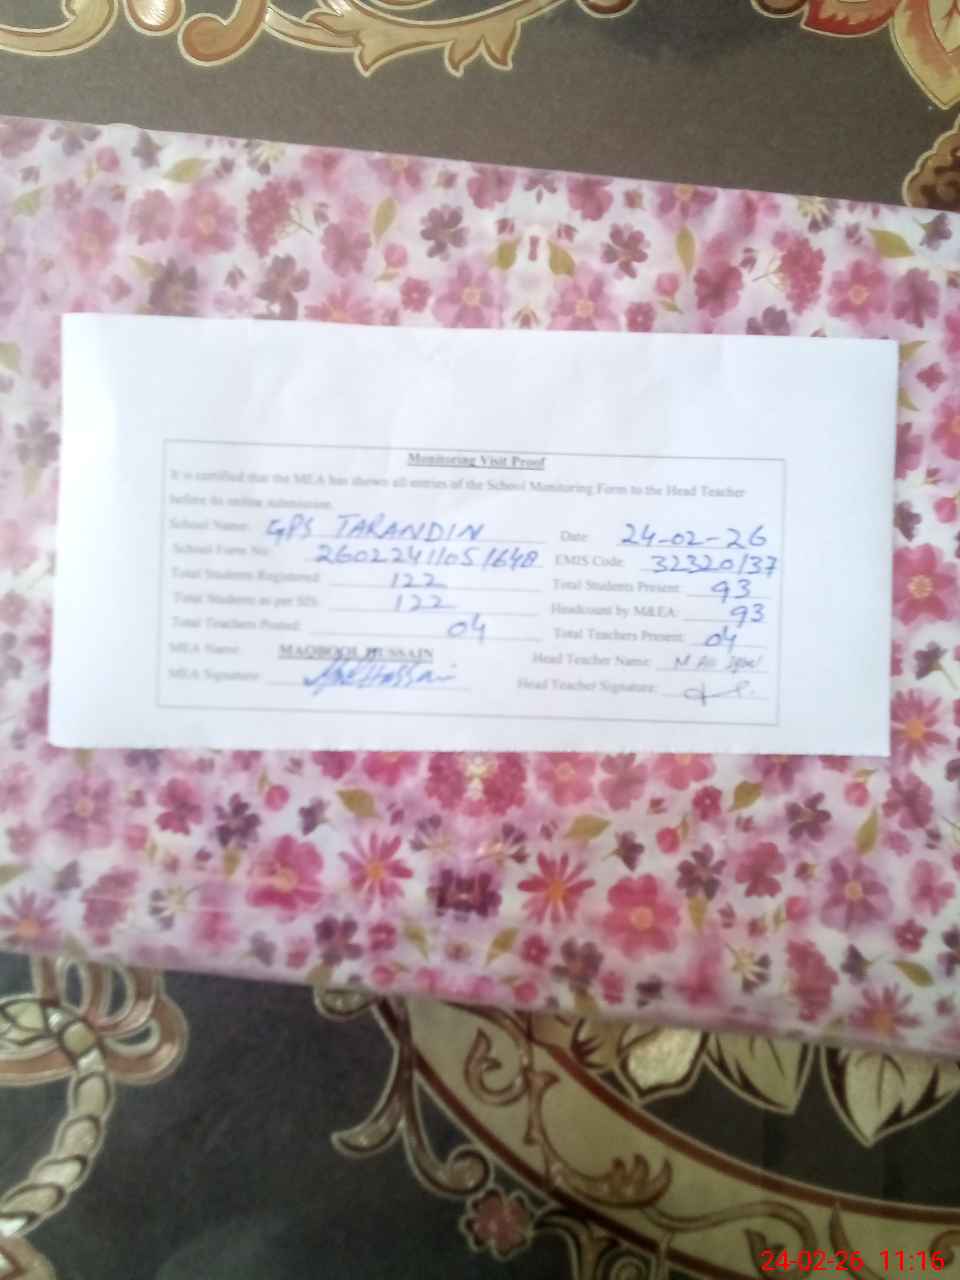 Monitoring Visit Proof
It is certified that the MEA has shown all entries of the School Monitoring Form to the Head Teacher
before its online submission.
School Name: GPS TARANDIN Date: 24-02-26
School Form No: 26022411051648 EMIS Code: 32320137
Total Students Registered: 122 Total Students Present: 93
Total Students as per SIS: 122 Headcount by M&EA: 93
Total Teachers Posted: 04 Total Teachers Present: 04
MEA Name: MAQBOOL HUSSAIN Head Teacher Name:
MEA Signature: Head Teacher Signature:
24-02-26 11:16